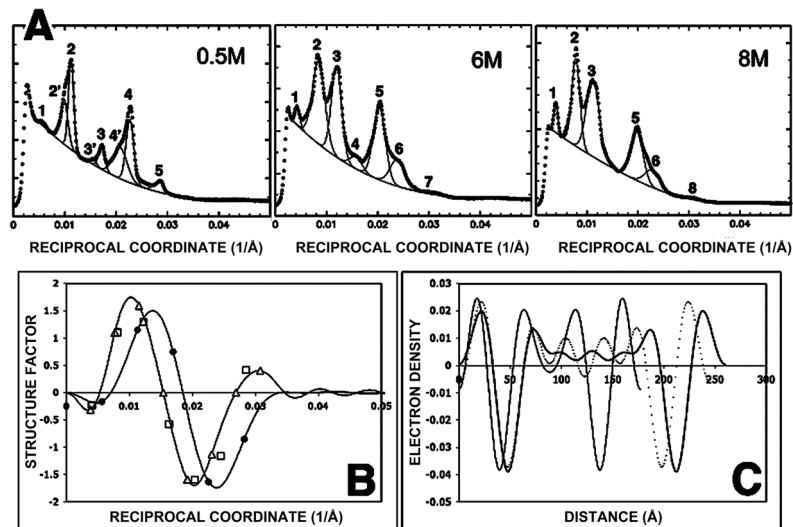 A
0.5M
6M
8M
1 2' 2 3' 3 4' 4 5
1 2 3 4 5 6 7
1 2 3 5 6 8
0 0.01 0.02 0.03 0.04
0 0.01 0.02 0.03 0.04
0 0.01 0.02 0.03 0.04
RECIPROCAL COORDINATE (1/Å)
RECIPROCAL COORDINATE (1/Å)
RECIPROCAL COORDINATE (1/Å)
STRUCTURE FACTOR
2
1.5
1
0.5
0
-0.5
-1
-1.5
-2
0 0.01 0.02 0.03 0.04 0.05
B
RECIPROCAL COORDINATE (1/Å)
ELECTRON DENSITY
0.03
0.02
0.01
0
-0.01
-0.02
-0.03
-0.04
-0.05
0 50 100 150 200 250 300
C
DISTANCE (Å)